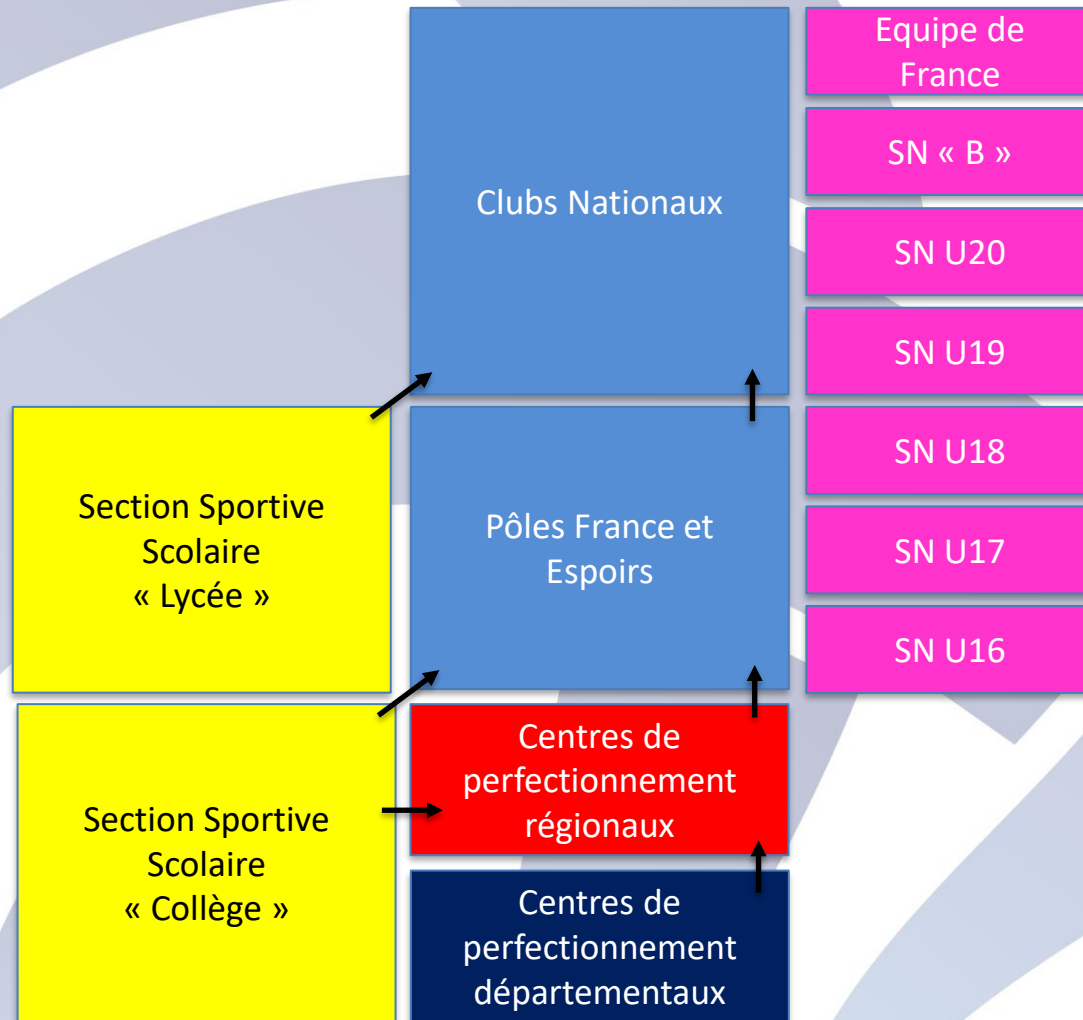 Clubs Nationaux
Equipe de
France
SN « B »
SN U20
SN U19
Section Sportive
Scolaire
« Lycée »
Pôles France et
Espoirs
SN U18
SN U17
SN U16
Section Sportive
Scolaire
« Collège »
Centres de
perfectionnement
régionaux
Centres de
perfectionnement
départementaux